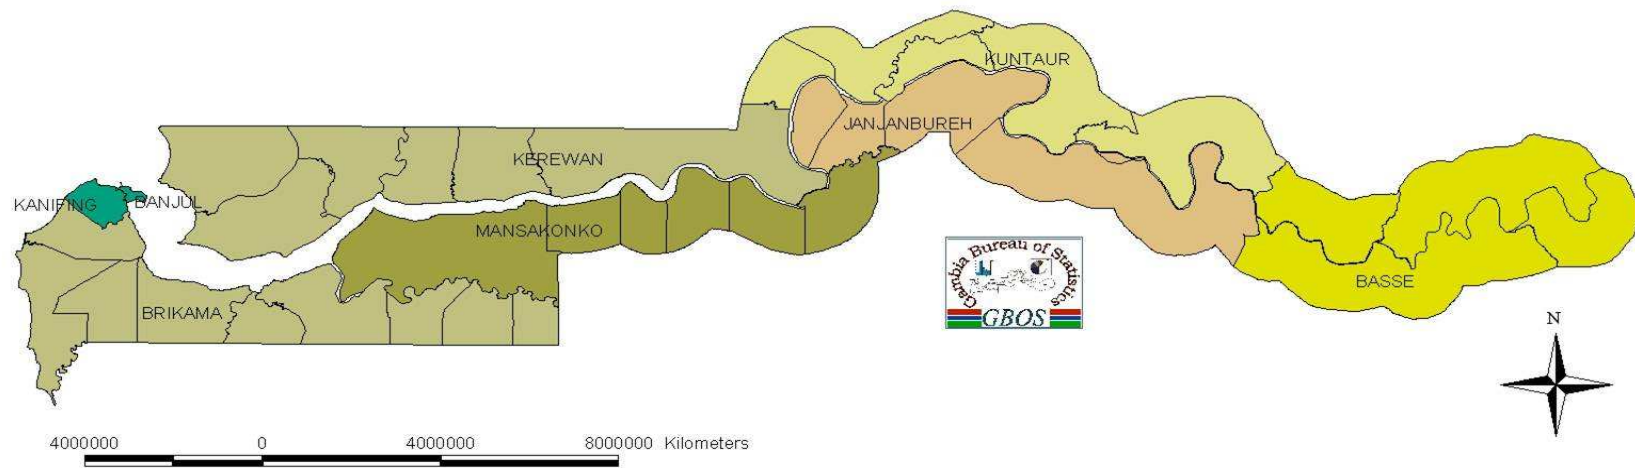 KUNTAUR
JANJANBUREH
KEREWAN
KANIFING
BANJUL
MANSAKONKO
BRIKAMA
BASSE
Gambia Bureau of Statistics
GBOS
N
4000000 0 4000000 8000000 Kilometers